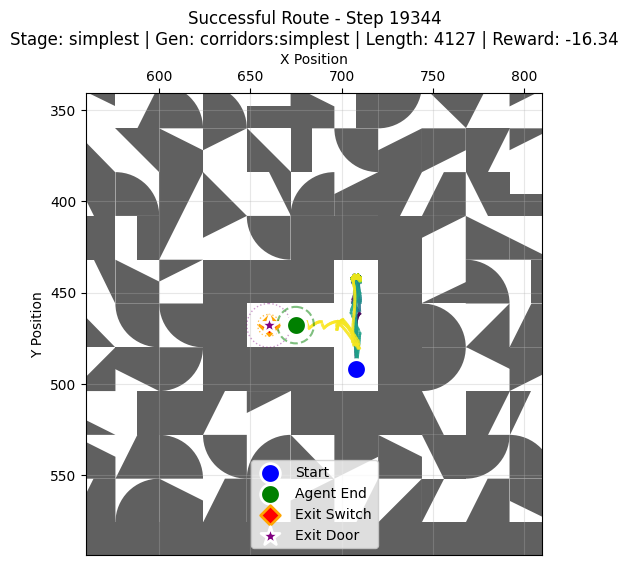 Successful Route - Step 19344
Stage: simplest | Gen: corridors:simplest | Length: 4127 | Reward: -16.34
X Position
600 650 700 750 800
350
400
450
500
550
Y Position
Start
Agent End
Exit Switch
Exit Door